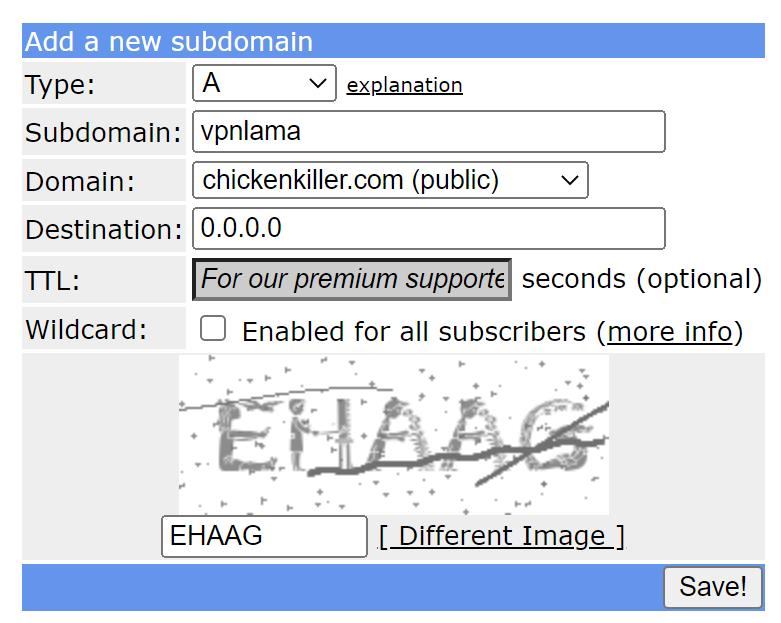 Add a new subdomain
Type: A explanation
Subdomain: vpnlama
Domain: chickenkiller.com (public)
Destination: 0.0.0.0
TTL: For our premium supporte seconds (optional)
Wildcard: Enabled for all subscribers (more info)
EHAAG
EHAAG [ Different Image ]
Save!